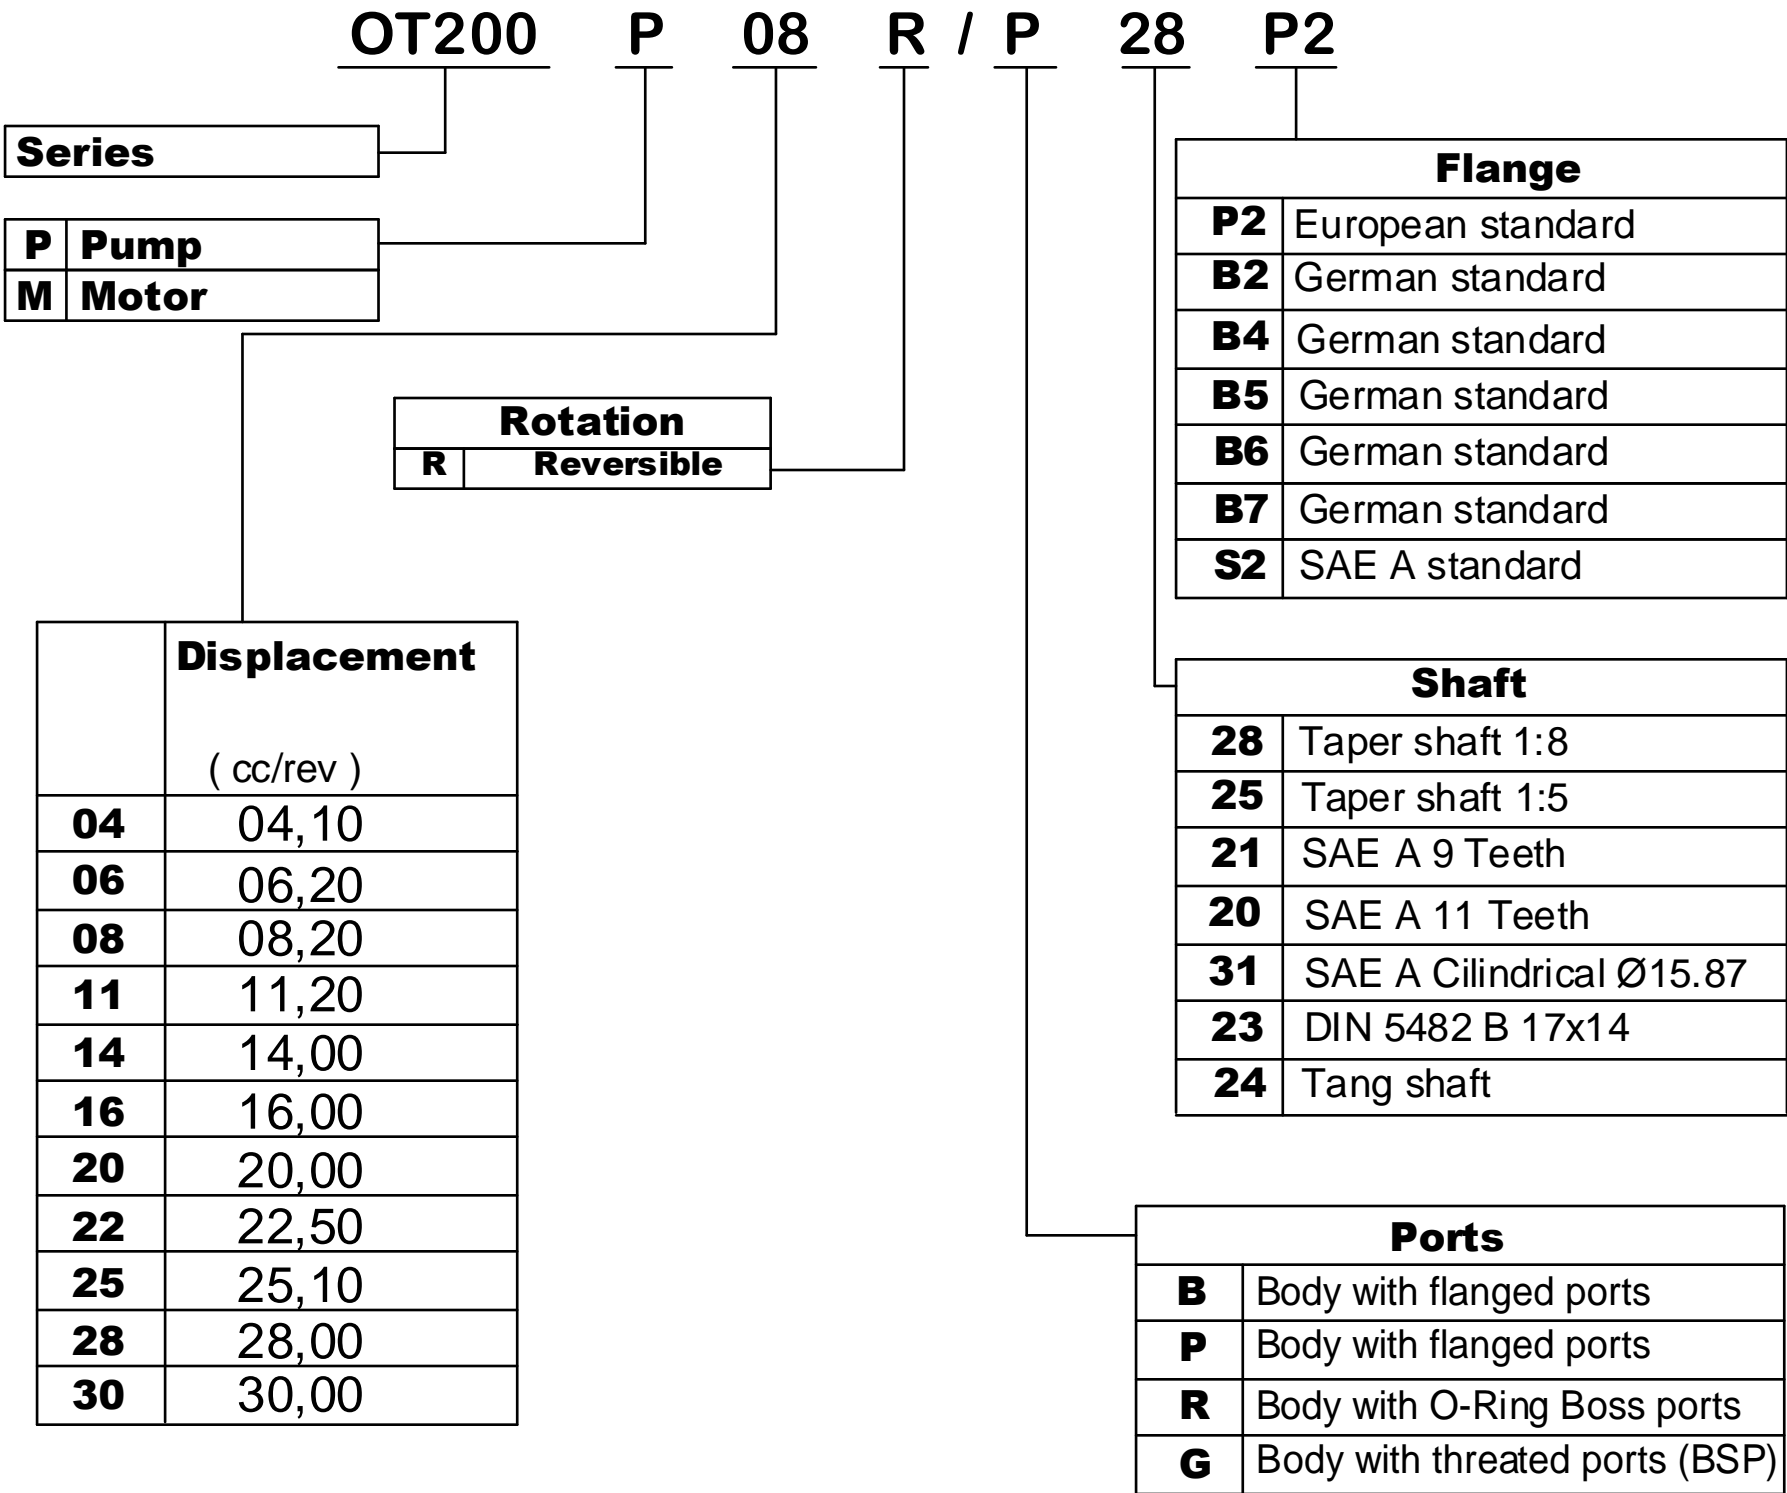 OT200 P 08 R / P 28 P2
Series
P Pump
M Motor
Rotation
R Reversible
Displacement
( cc/rev )
04 04,10
06 06,20
08 08,20
11 11,20
14 14,00
16 16,00
20 20,00
22 22,50
25 25,10
28 28,00
30 30,00
Flange
P2 European standard
B2 German standard
B4 German standard
B5 German standard
B6 German standard
B7 German standard
S2 SAE A standard
Shaft
28 Taper shaft 1:8
25 Taper shaft 1:5
21 SAE A 9 Teeth
20 SAE A 11 Teeth
31 SAE A Cilindrical Ø15.87
23 DIN 5482 B 17x14
24 Tang shaft
Ports
B Body with flanged ports
P Body with flanged ports
R Body with O-Ring Boss ports
G Body with threated ports (BSP)